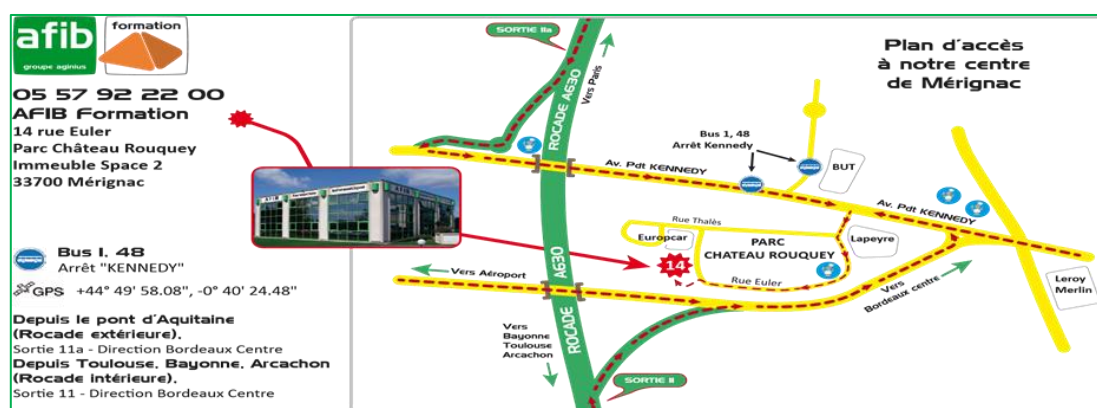 afib
groupe aginius
formation
05 57 92 22 00
AFIB Formation
14 rue Euler
Parc Château Rouquey
Immeuble Space 2
33700 Mérignac
Bus 1, 48
Arrêt "KENNEDY"
GPS +44° 49' 58.08", -0° 40' 24.48"
Depuis le pont d'Aquitaine
(Rocade extérieure),
Sortie 11a - Direction Bordeaux Centre
Depuis Toulouse, Bayonne, Arcachon
(Rocade intérieure),
Sortie 11 - Direction Bordeaux Centre
Plan d'accès
à notre centre
de Mérignac
SORTIE 11a
ROCADE A630
Vers Paris
Bus 1, 48
Arrêt Kennedy
BUT
Av. Pdt KENNEDY
Av. Pdt KENNEDY
AFIB
AFIB
Rue Thalès
Europcar
PARC
CHATEAU ROUQUEY
Lapeyre
14
Rue Euler
Vers Aéroport
Vers
Bordeaux centre
Leroy
Merlin
ROCADE A630
Vers
Bayonne
Toulouse
Arcachon
SORTIE 11